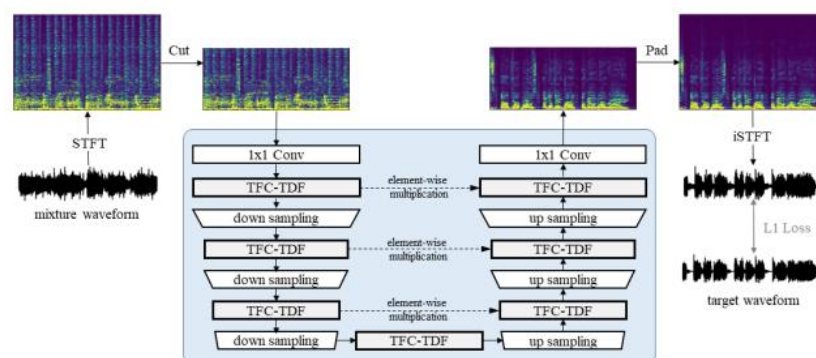 Cut
Pad
STFT
iSTFT
mixture waveform
1x1 Conv
1x1 Conv
TFC-TDF
element-wise
multiplication
TFC-TDF
down sampling
up sampling
TFC-TDF
element-wise
multiplication
TFC-TDF
down sampling
up sampling
TFC-TDF
element-wise
multiplication
TFC-TDF
down sampling
TFC-TDF
up sampling
L1 Loss
target waveform